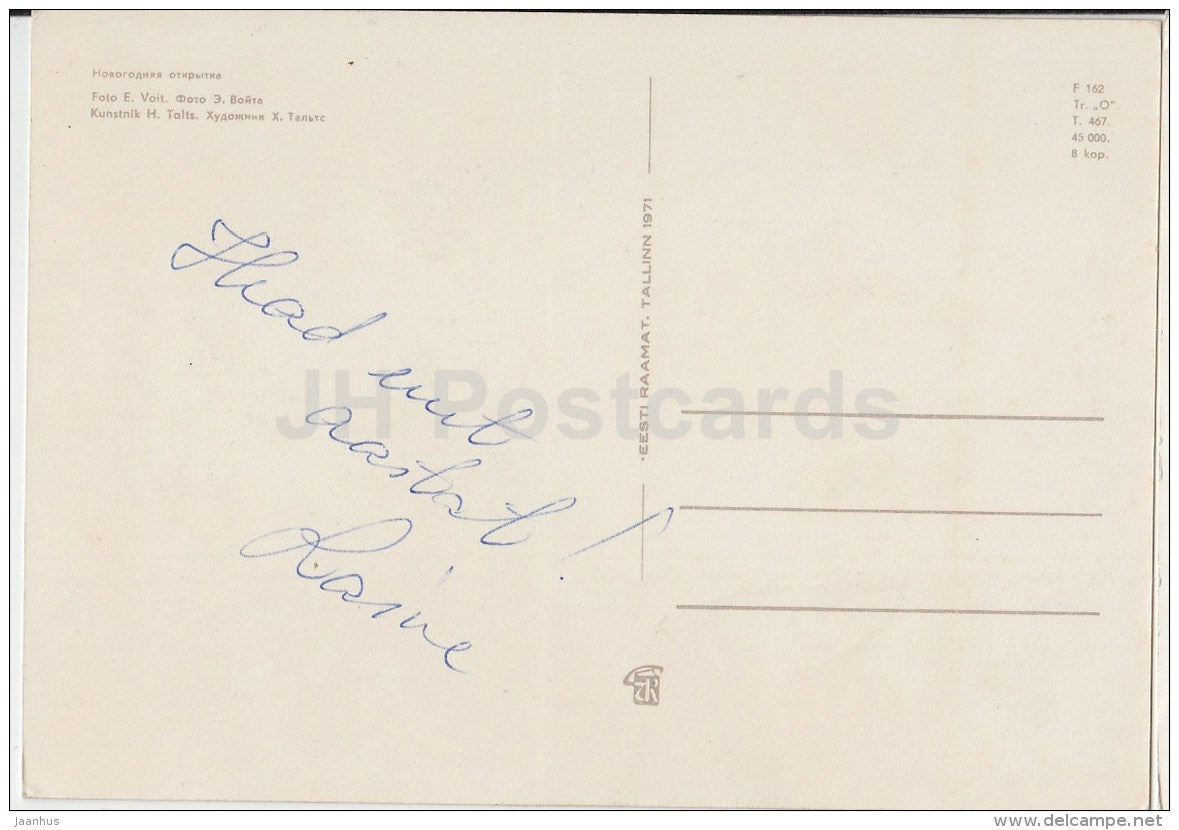 Новогодняя открытка
Foto E. Voit. Фото Э. Войта
Kunstnik H. Talts. Художник Х. Тальтс
F 162
Tr. „O".
T. 467.
45 000.
8 kop.
EESTI RAAMAT. TALLINN 1971
Head uut
aastat!
Laine
JH Postcards
jaanhus
www.delcampe.net